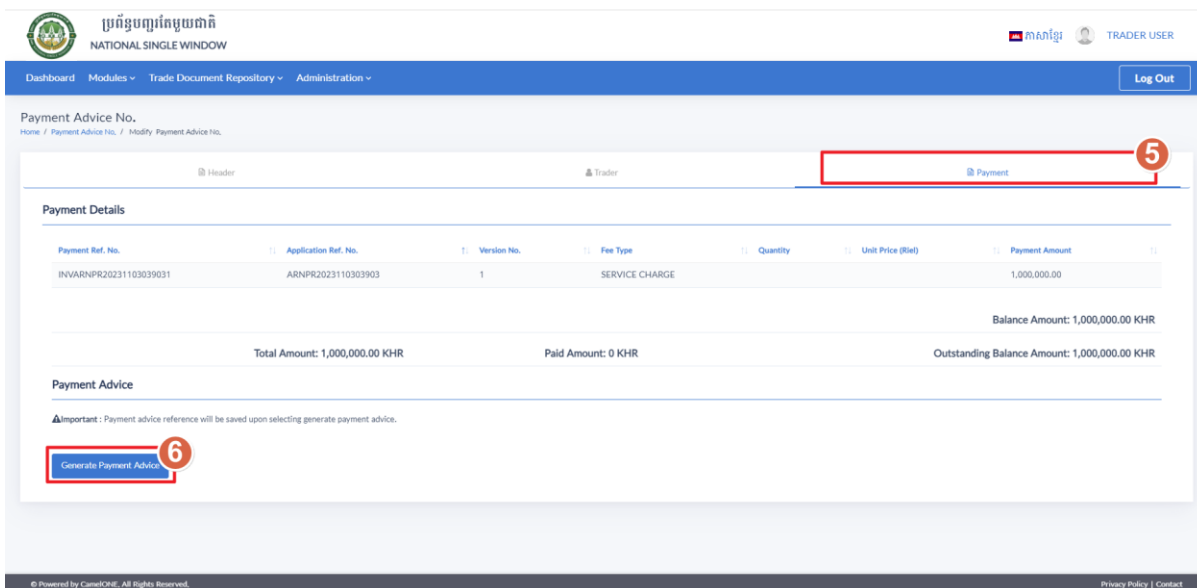 ប្រព័ន្ធបញ្ជរតែមួយជាតិ
NATIONAL SINGLE WINDOW
ភាសាខ្មែរ TRADER USER
Dashboard Modules Trade Document Repository Administration Log Out
Payment Advice No.
Home / Payment Advice No. / Modify Payment Advice No.
5
Header Trader Payment
Payment Details
Payment Ref. No. Application Ref. No. Version No. Fee Type Quantity Unit Price (Riel) Payment Amount
INVARNPR20231103039031 ARNPR2023110303903 1 SERVICE CHARGE 1,000,000.00
Balance Amount: 1,000,000.00 KHR
Total Amount: 1,000,000.00 KHR Paid Amount: 0 KHR Outstanding Balance Amount: 1,000,000.00 KHR
Payment Advice
Important : Payment advice reference will be saved upon selecting generate payment advice.
6
Generate Payment Advice
© Powered by CamelONE, All Rights Reserved. Privacy Policy | Contact